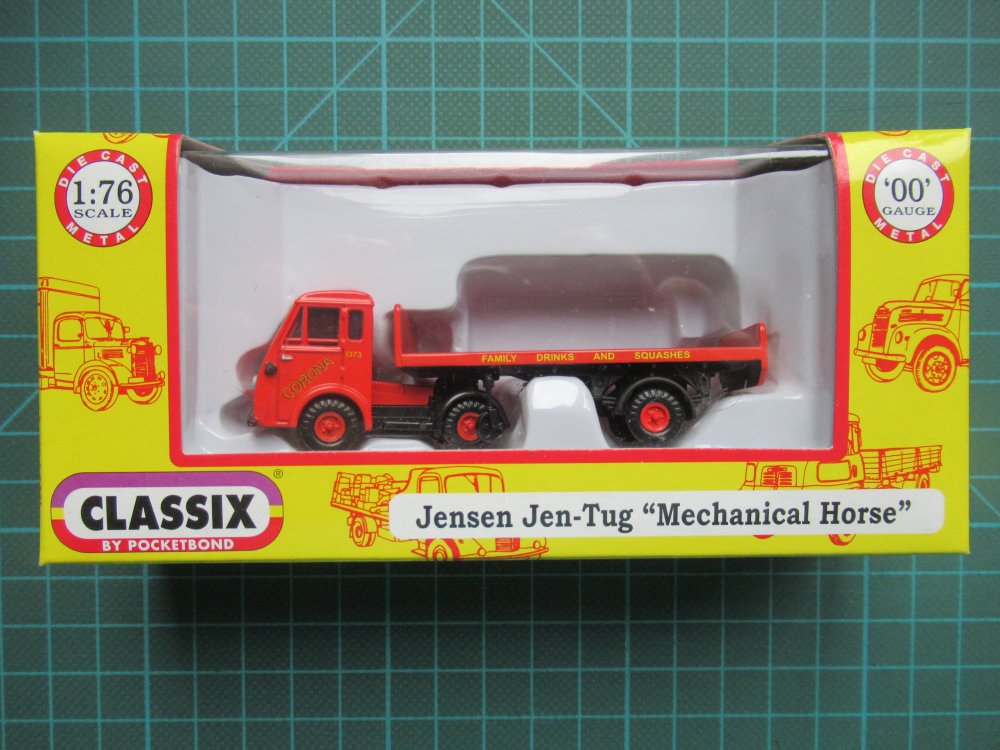 DIE CAST
1:76
SCALE
METAL
DIE CAST
'00'
GAUGE
METAL
CORONA
1373
FAMILY DRINKS AND SQUASHES
CLASSIX®
BY POCKETBOND
Jensen Jen-Tug “Mechanical Horse”